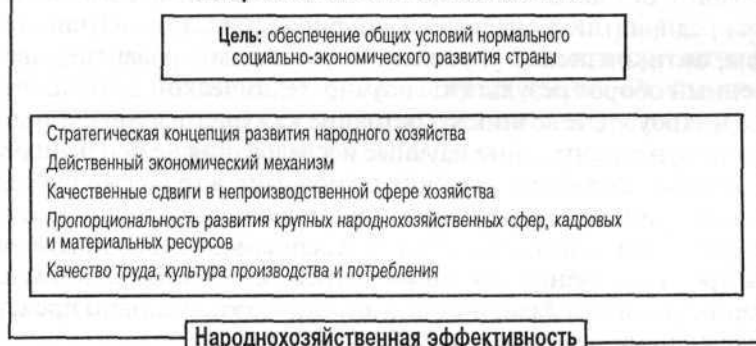 Цель: обеспечение общих условий нормального
социально-экономического развития страны
Стратегическая концепция развития народного хозяйства
Действенный экономический механизм
Качественные сдвиги в непроизводственной сфере хозяйства
Пропорциональность развития крупных народнохозяйственных сфер, кадровых
и материальных ресурсов
Качество труда, культура производства и потребления
Народнохозяйственная эффективность